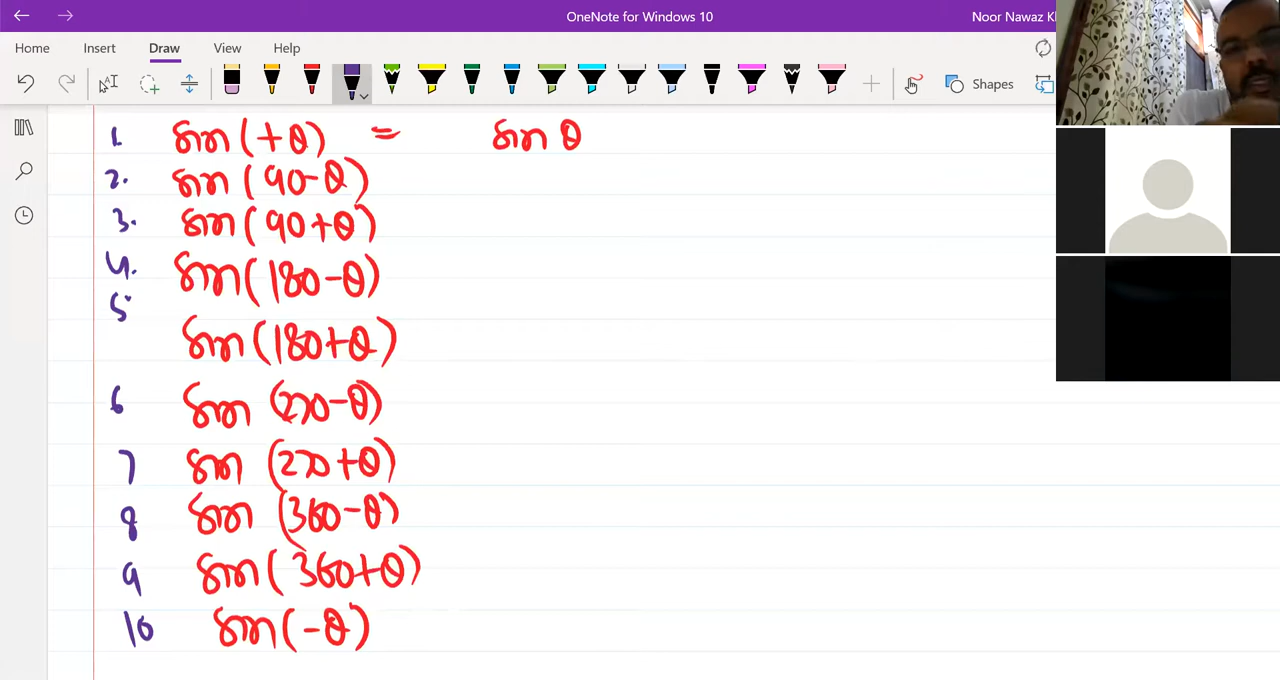 OneNote for Windows 10
Noor Nawaz Kh
Home Insert Draw View Help
Shapes
1. sin(+θ) = sin θ
2. sin(90-θ)
3. sin(90+θ)
4. sin(180-θ)
5. sin(180+θ)
6 sin(270-θ)
7 sin(270+θ)
8 sin(360-θ)
9 sin(360+θ)
10 sin(-θ)